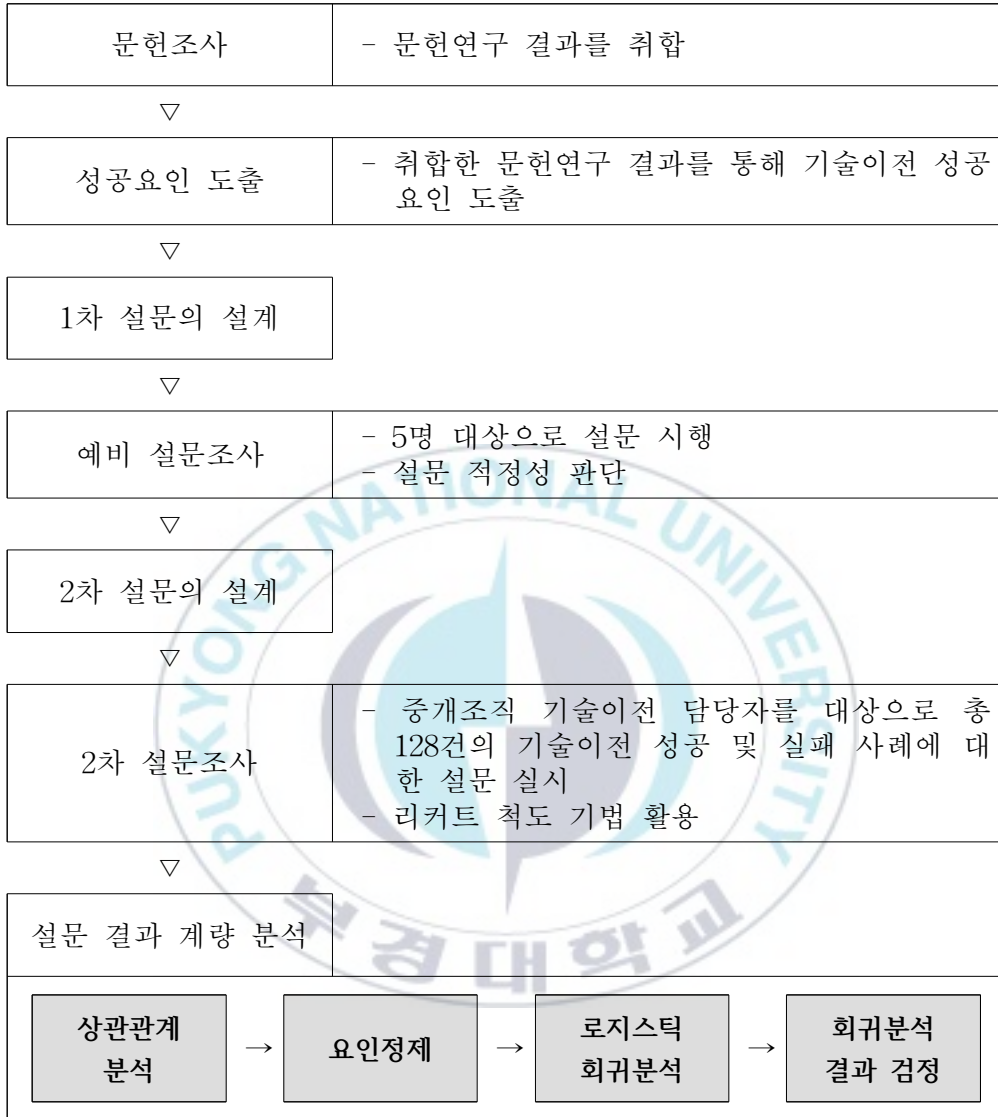 문헌조사
- 문헌연구 결과를 취합
▽
성공요인 도출
- 취합한 문헌연구 결과를 통해 기술이전 성공
요인 도출
▽
1차 설문의 설계
▽
예비 설문조사
- 5명 대상으로 설문 시행
- 설문 적정성 판단
▽
2차 설문의 설계
▽
2차 설문조사
- 중개조직 기술이전 담당자를 대상으로 총
128건의 기술이전 성공 및 실패 사례에 대
한 설문 실시
- 리커트 척도 기법 활용
▽
설문 결과 계량 분석
상관관계
분석
→
요인정제
→
로지스틱
회귀분석
→
회귀분석
결과 검정
PUKYONG NATIONAL UNIVERSITY
부경대학교